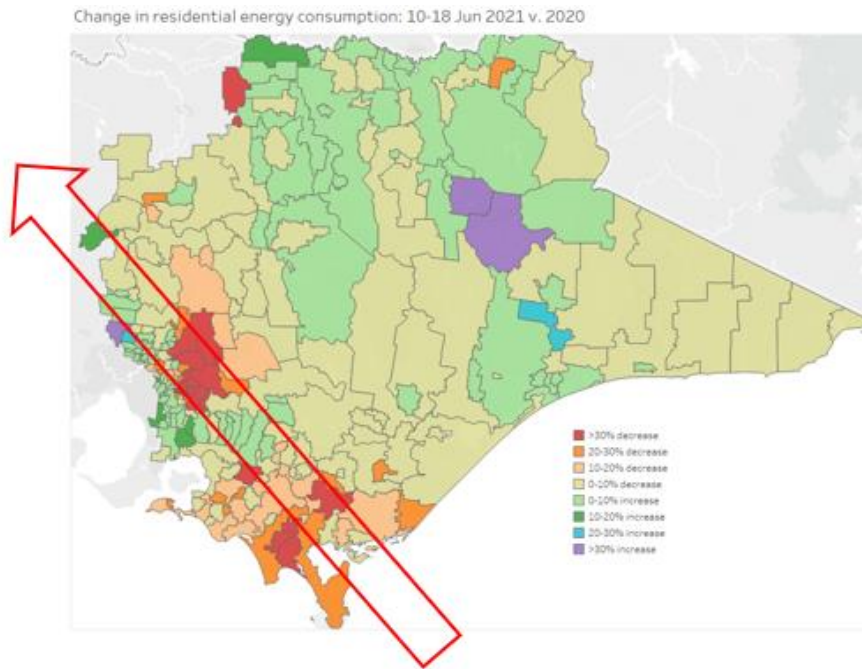 Change in residential energy consumption: 10-18 Jun 2021 v. 2020
>30% decrease
20-30% decrease
10-20% decrease
0-10% decrease
0-10% increase
10-20% increase
20-30% increase
>30% increase